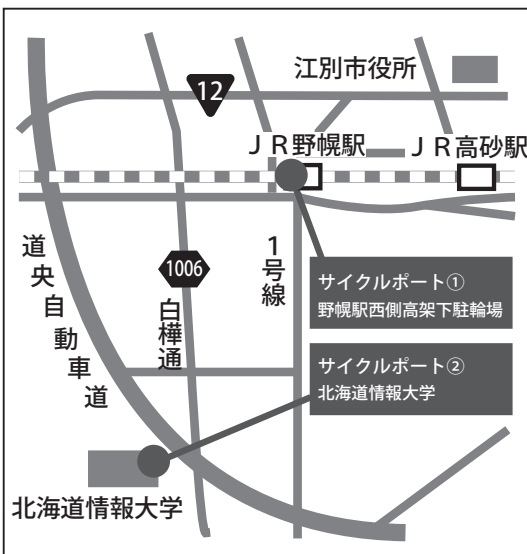 江別市役所
12
JR野幌駅
JR高砂駅
道央自動車道
1006
白樺通
1号線
サイクルポート①
野幌駅西側高架下駐輪場
サイクルポート②
北海道情報大学
北海道情報大学